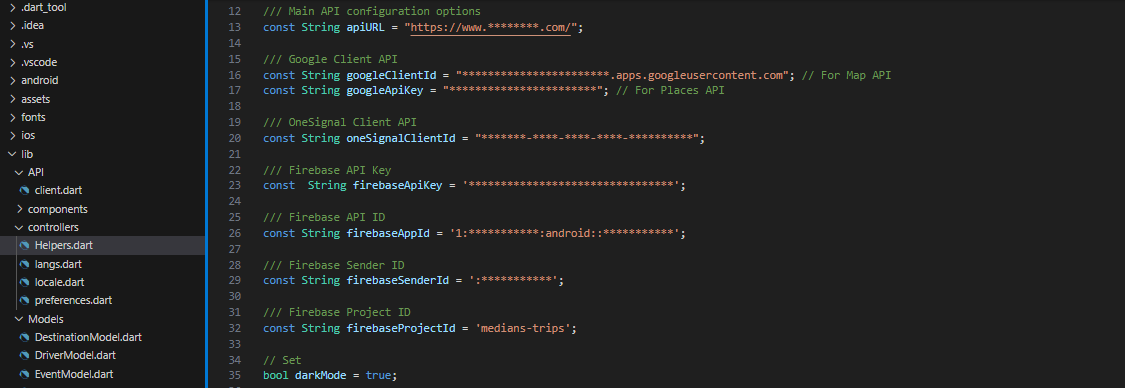 .dart_tool
.idea
.vs
.vscode
android
assets
fonts
ios
lib
API
client.dart
components
controllers
Helpers.dart
langs.dart
locale.dart
preferences.dart
Models
DestinationModel.dart
DriverModel.dart
EventModel.dart
12 /// Main API configuration options
13 const String apiURL = "https://www.********.com/";
14
15 /// Google Client API
16 const String googleClientId = "***********************.apps.googleusercontent.com"; // For Map API
17 const String googleApiKey = "***********************"; // For Places API
18
19 /// OneSignal Client API
20 const String oneSignalClientId = "*******-****-****-****-**********";
21
22 /// Firebase API Key
23 const  String firebaseApiKey = '********************************';
24
25 /// Firebase API ID
26 const String firebaseAppId = '1:***********:android::***********';
27
28 /// Firebase Sender ID
29 const String firebaseSenderId = ':***********';
30
31 /// Firebase Project ID
32 const String firebaseProjectId = 'medians-trips';
33
34 // Set
35 bool darkMode = true;